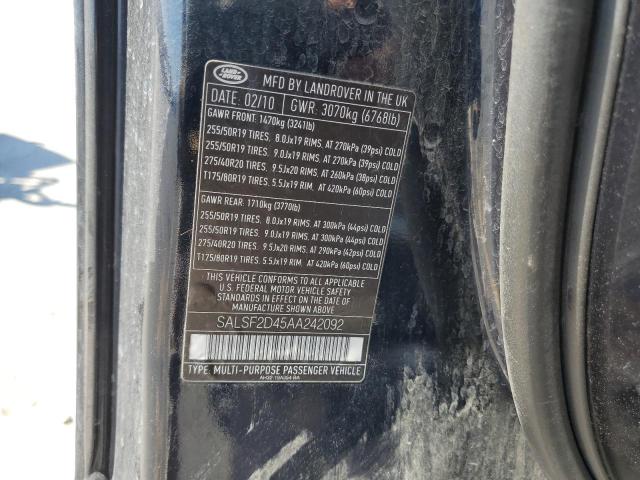 LAND ROVER
MFD BY LANDROVER IN THE UK
DATE: 02/10 GWR: 3070kg (6768lb)
GAWR FRONT: 1470kg (3241lb)
255/50R19 TIRES. 8.0Jx19 RIMS. AT 270kPa (39psi) COLD
255/50R19 TIRES. 9.0Jx19 RIMS. AT 270kPa (39psi) COLD
275/40R20 TIRES. 9.5Jx20 RIMS. AT 260kPa (38psi) COLD
T175/80R19 TIRES. 5.5Jx19 RIM. AT 420kPa (60psi) COLD
GAWR REAR: 1710kg (3770lb)
255/50R19 TIRES. 8.0Jx19 RIMS. AT 300kPa (44psi) COLD
255/50R19 TIRES. 9.0Jx19 RIMS. AT 300kPa (44psi) COLD
275/40R20 TIRES. 9.5Jx20 RIMS. AT 290kPa (42psi) COLD
T175/80R19 TIRES. 5.5Jx19 RIM. AT 420kPa (60psi) COLD
THIS VEHICLE CONFORMS TO ALL APPLICABLE
U.S. FEDERAL MOTOR VEHICLE SAFETY
STANDARDS IN EFFECT ON THE DATE OF
MANUFACTURE SHOWN ABOVE
SALSF2D45AA242092
TYPE: MULTI-PURPOSE PASSENGER VEHICLE